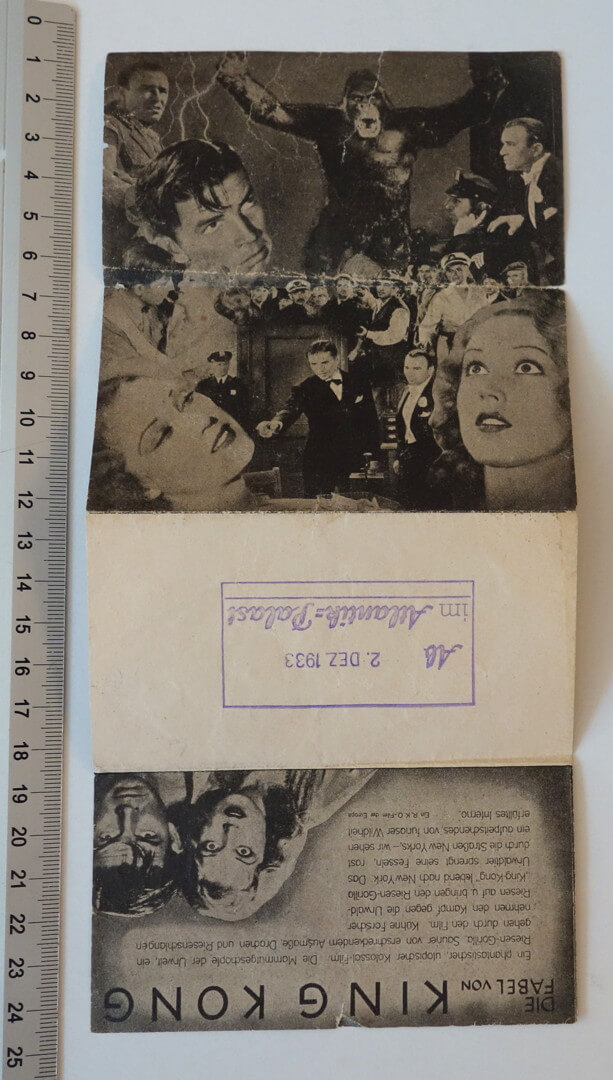 0
1
2
3
4
5
6
7
8
9
10
11
12
13
14
15
16
17
18
19
20
21
22
23
24
25
Ab
2. DEZ. 1933
im Atlantik=Palast
DIE
FABEL VON KING KONG
Ein phantastischer, utopischer Kolossal-Film. Die Mammutgeschöpfe der Urwelt, ein
Riesen-Gorilla, Saurier von erschreckendem Ausmaße, Drachen und Riesenschlangen
gehen durch den Film. Kühne Forscher
nehmen den Kampf gegen die Urwald-
Riesen auf u. bringen den Riesen-Gorilla
„King Kong“ lebend nach New York. Das
Urwaldtier sprengt seine Fesseln, rast
durch die Straßen New Yorks, – wir sehen
ein aufpeitschendes, von furioser Wildheit
erfülltes Inferno. Ein R.K.O.-Film der Europa